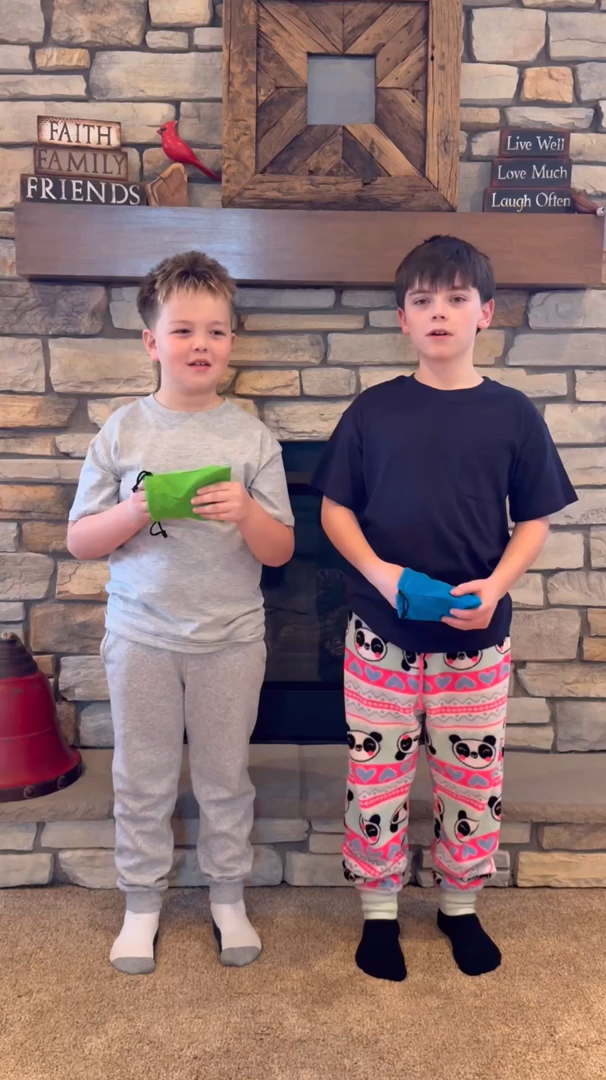 FAITH
FAMILY
FRIENDS
Live Well
Love Much
Laugh Often